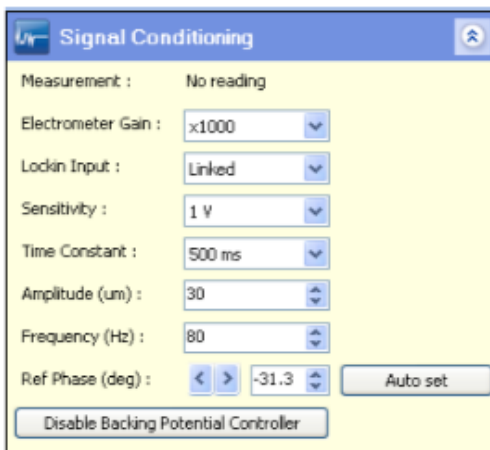 Signal Conditioning
Measurement : No reading
Electrometer Gain : x1000
Lockin Input : Linked
Sensitivity : 1 V
Time Constant : 500 ms
Amplitude (um) : 30
Frequency (Hz) : 80
Ref Phase (deg) : < > -31.3 Auto set
Disable Backing Potential Controller